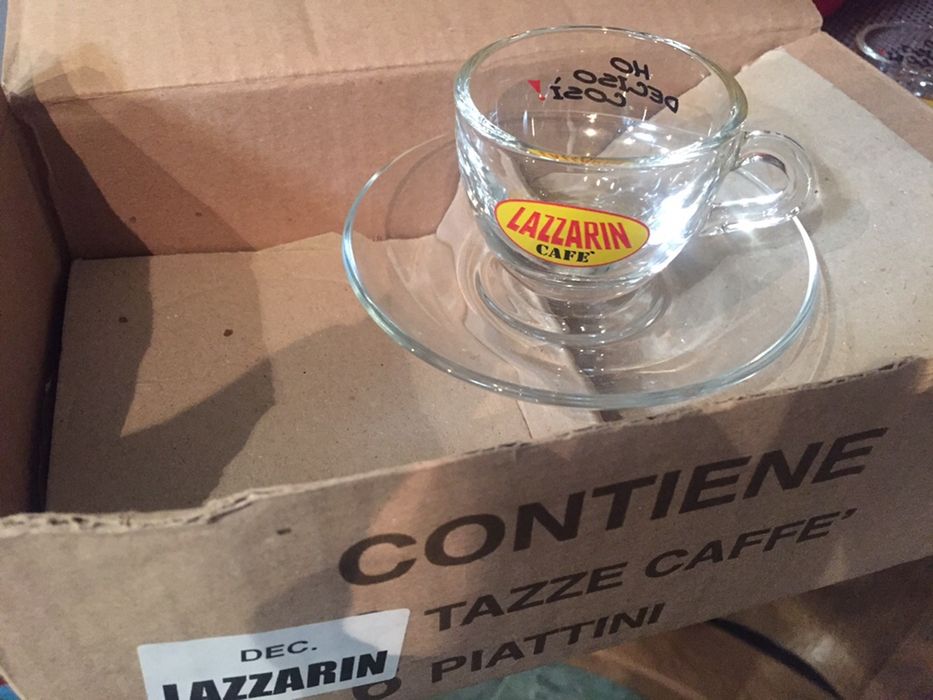 HO
DECISO
COSÌ!
LAZZARIN
CAFE`
CONTIENE
TAZZE CAFFE'
PIATTINI
DEC.
LAZZARIN